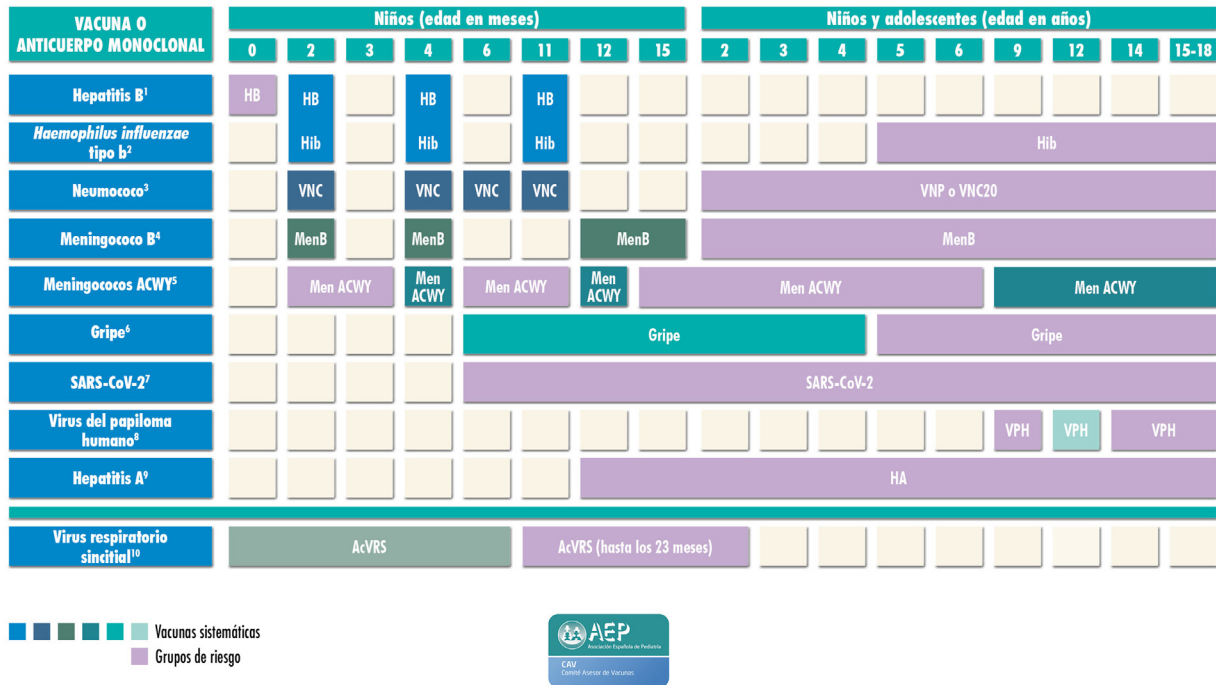 VACUNA O
ANTICUERPO MONOCLONAL
Niños (edad en meses)
Niños y adolescentes (edad en años)
0 2 3 4 6 11 12 15 2 3 4 5 6 9 12 14 15-18
Hepatitis B¹ HB HB HB HB
Haemophilus influenzae
tipo b² Hib Hib Hib Hib
Neumococo³ VNC VNC VNC VNC VNP o VNC20
Meningococo B⁴ MenB MenB MenB MenB
Meningococos ACWY⁵ Men ACWY Men
ACWY Men ACWY Men
ACWY Men ACWY Men ACWY
Gripe⁶ Gripe Gripe
SARS-CoV-2⁷ SARS-CoV-2
Virus del papiloma
humano⁸ VPH VPH VPH
Hepatitis A⁹ HA
Virus respiratorio
sincitial¹⁰ AcVRS AcVRS (hasta los 23 meses)
Vacunas sistemáticas
Grupos de riesgo
AEP
Asociación Española de Pediatría
CAV
Comité Asesor de Vacunas